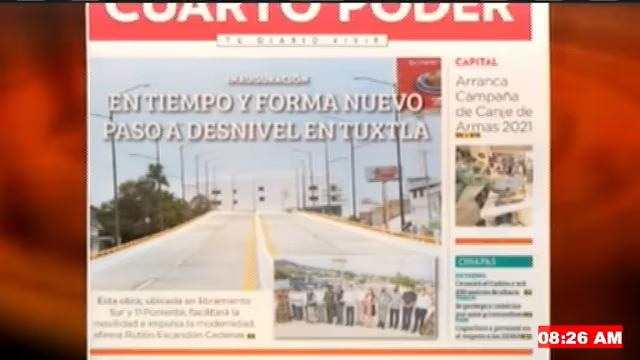 CUARTO PODER
TU DIARIO VIVIR
INAUGURACIÓN
EN TIEMPO Y FORMA NUEVO
PASO A DESNIVEL EN TUXTLA
CAPITAL
Arranca
Campaña
de Canje de
Armas 2021
CHIAPAS
Esta obra, ubicada en libramiento
Sur y 11 Poniente, facilitará la
movilidad e impulsa la modernidad,
afirma Rutilio Escandón Cadenas
08:26 AM